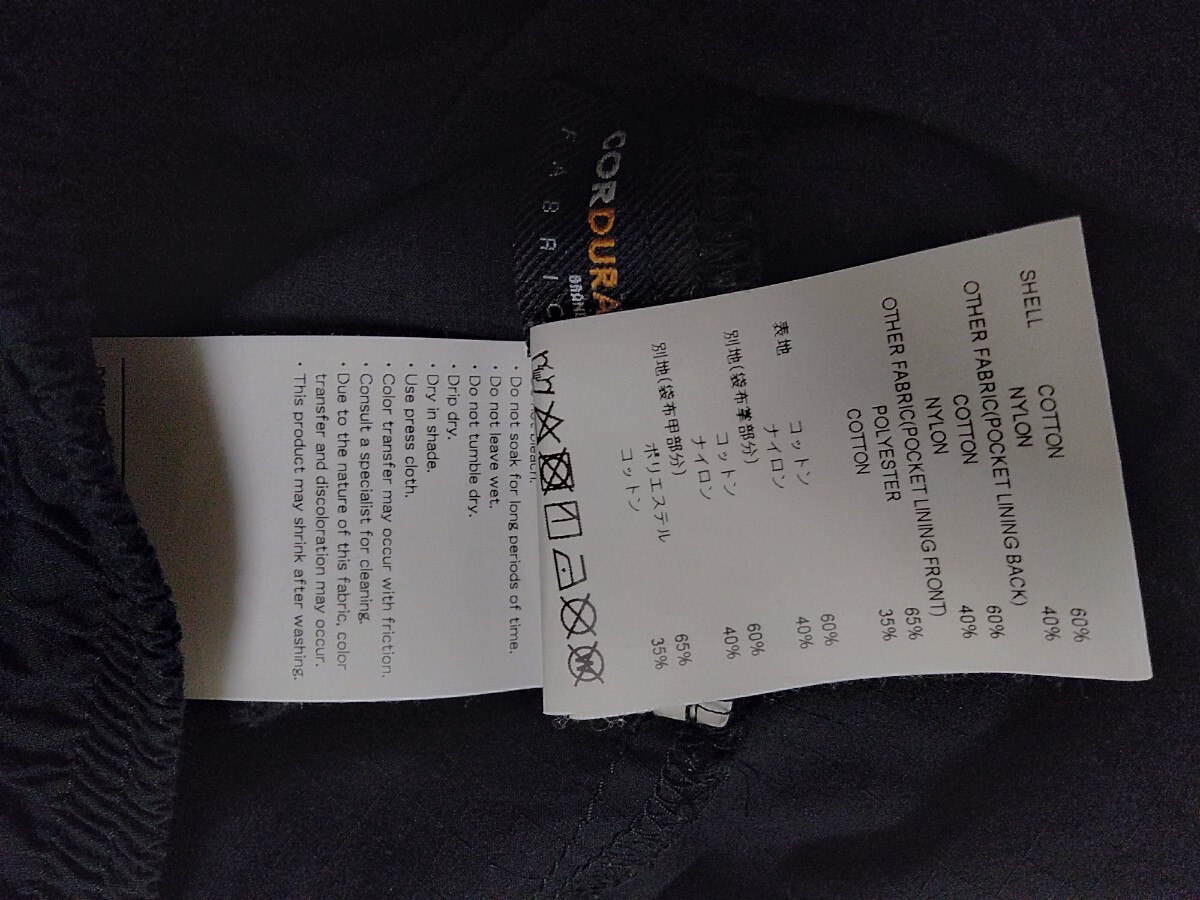 CORDURA
BRAND
FABRIC
SHELL
COTTON 60%
NYLON 40%
OTHER FABRIC(POCKET LINING BACK)
COTTON 60%
NYLON 40%
OTHER FABRIC(POCKET LINING FRONT)
POLYESTER 65%
COTTON 35%
表地
コットン 60%
ナイロン 40%
別地(袋布掌部分)
コットン 60%
ナイロン 40%
別地(袋布甲部分)
ポリエステル 65%
コットン 35%
W
bleach.
• Do not soak for long periods of time.
• Do not leave wet.
• Do not tumble dry.
• Drip dry.
• Dry in shade.
• Use press cloth.
• Color transfer may occur with friction.
• Consult a specialist for cleaning.
• Due to the nature of this fabric, color
transfer and discoloration may occur.
• This product may shrink after washing.